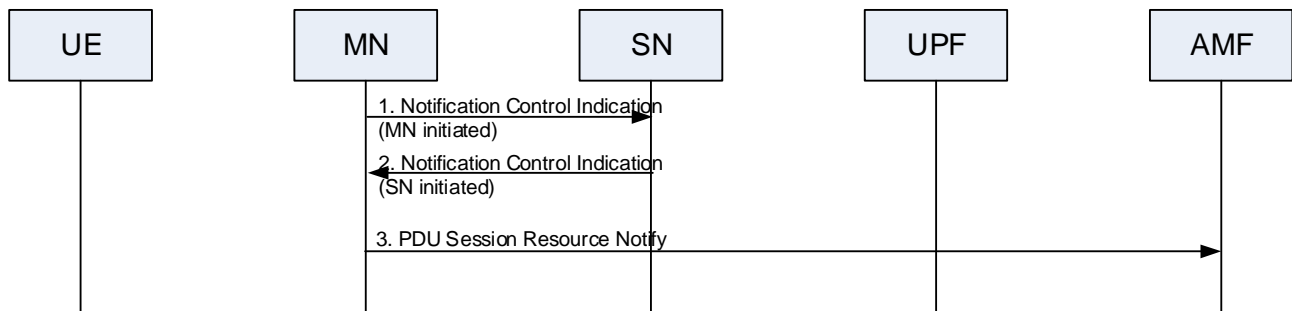 UE
MN
SN
UPF
AMF
1. Notification Control Indication
(MN initiated)
2. Notification Control Indication
(SN initiated)
3. PDU Session Resource Notify